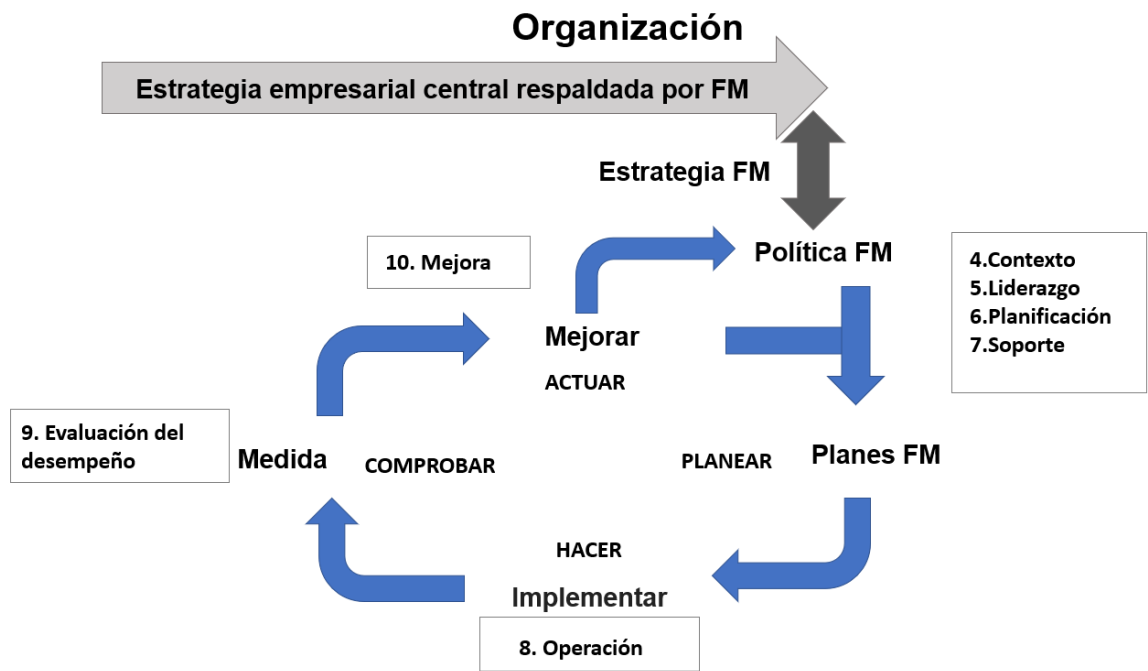 Organización
Estrategia empresarial central respaldada por FM
Estrategia FM
10. Mejora
Política FM
4.Contexto
5.Liderazgo
6.Planificación
7.Soporte
Mejorar
ACTUAR
9. Evaluación del
desempeño
Medida
COMPROBAR
PLANEAR
Planes FM
HACER
Implementar
8. Operación